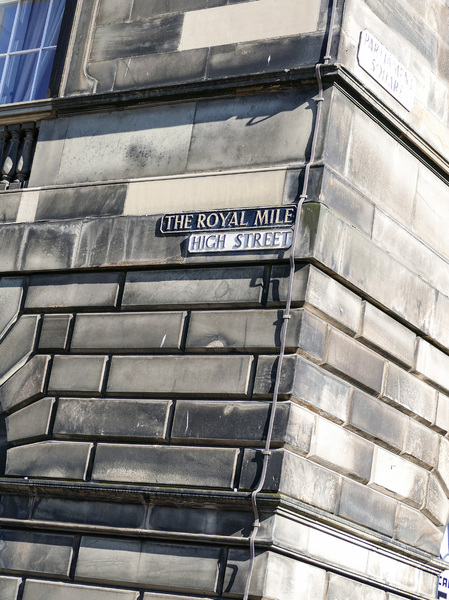 PARLIAMENT
SQUARE
THE ROYAL MILE
HIGH STREET